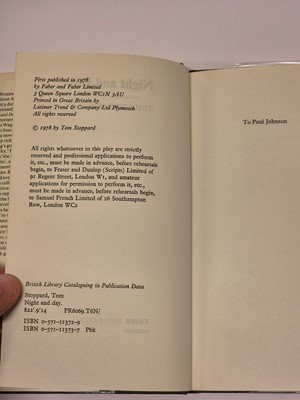 First published in 1978
by Faber and Faber Limited
3 Queen Square London WC1N 3AU
Printed in Great Britain by
Latimer Trend & Company Ltd Plymouth
All rights reserved
© 1978 by Tom Stoppard
All rights whatsoever in this play are strictly
reserved and professional applications to perform
it, etc., must be made in advance, before rehearsals
begin, to Fraser and Dunlop (Scripts) Limited of
91 Regent Street, London W1, and amateur
applications for permission to perform it, etc.,
must be made in advance, before rehearsals begin,
to Samuel French Limited of 26 Southampton
Row, London WC2
British Library Cataloguing in Publication Data
Stoppard, Tom
Night and day.
822'.9'14 PR6069.T6N/
ISBN 0-571-11372-9
ISBN 0-571-11373-7 Pbk
To Paul Johnson